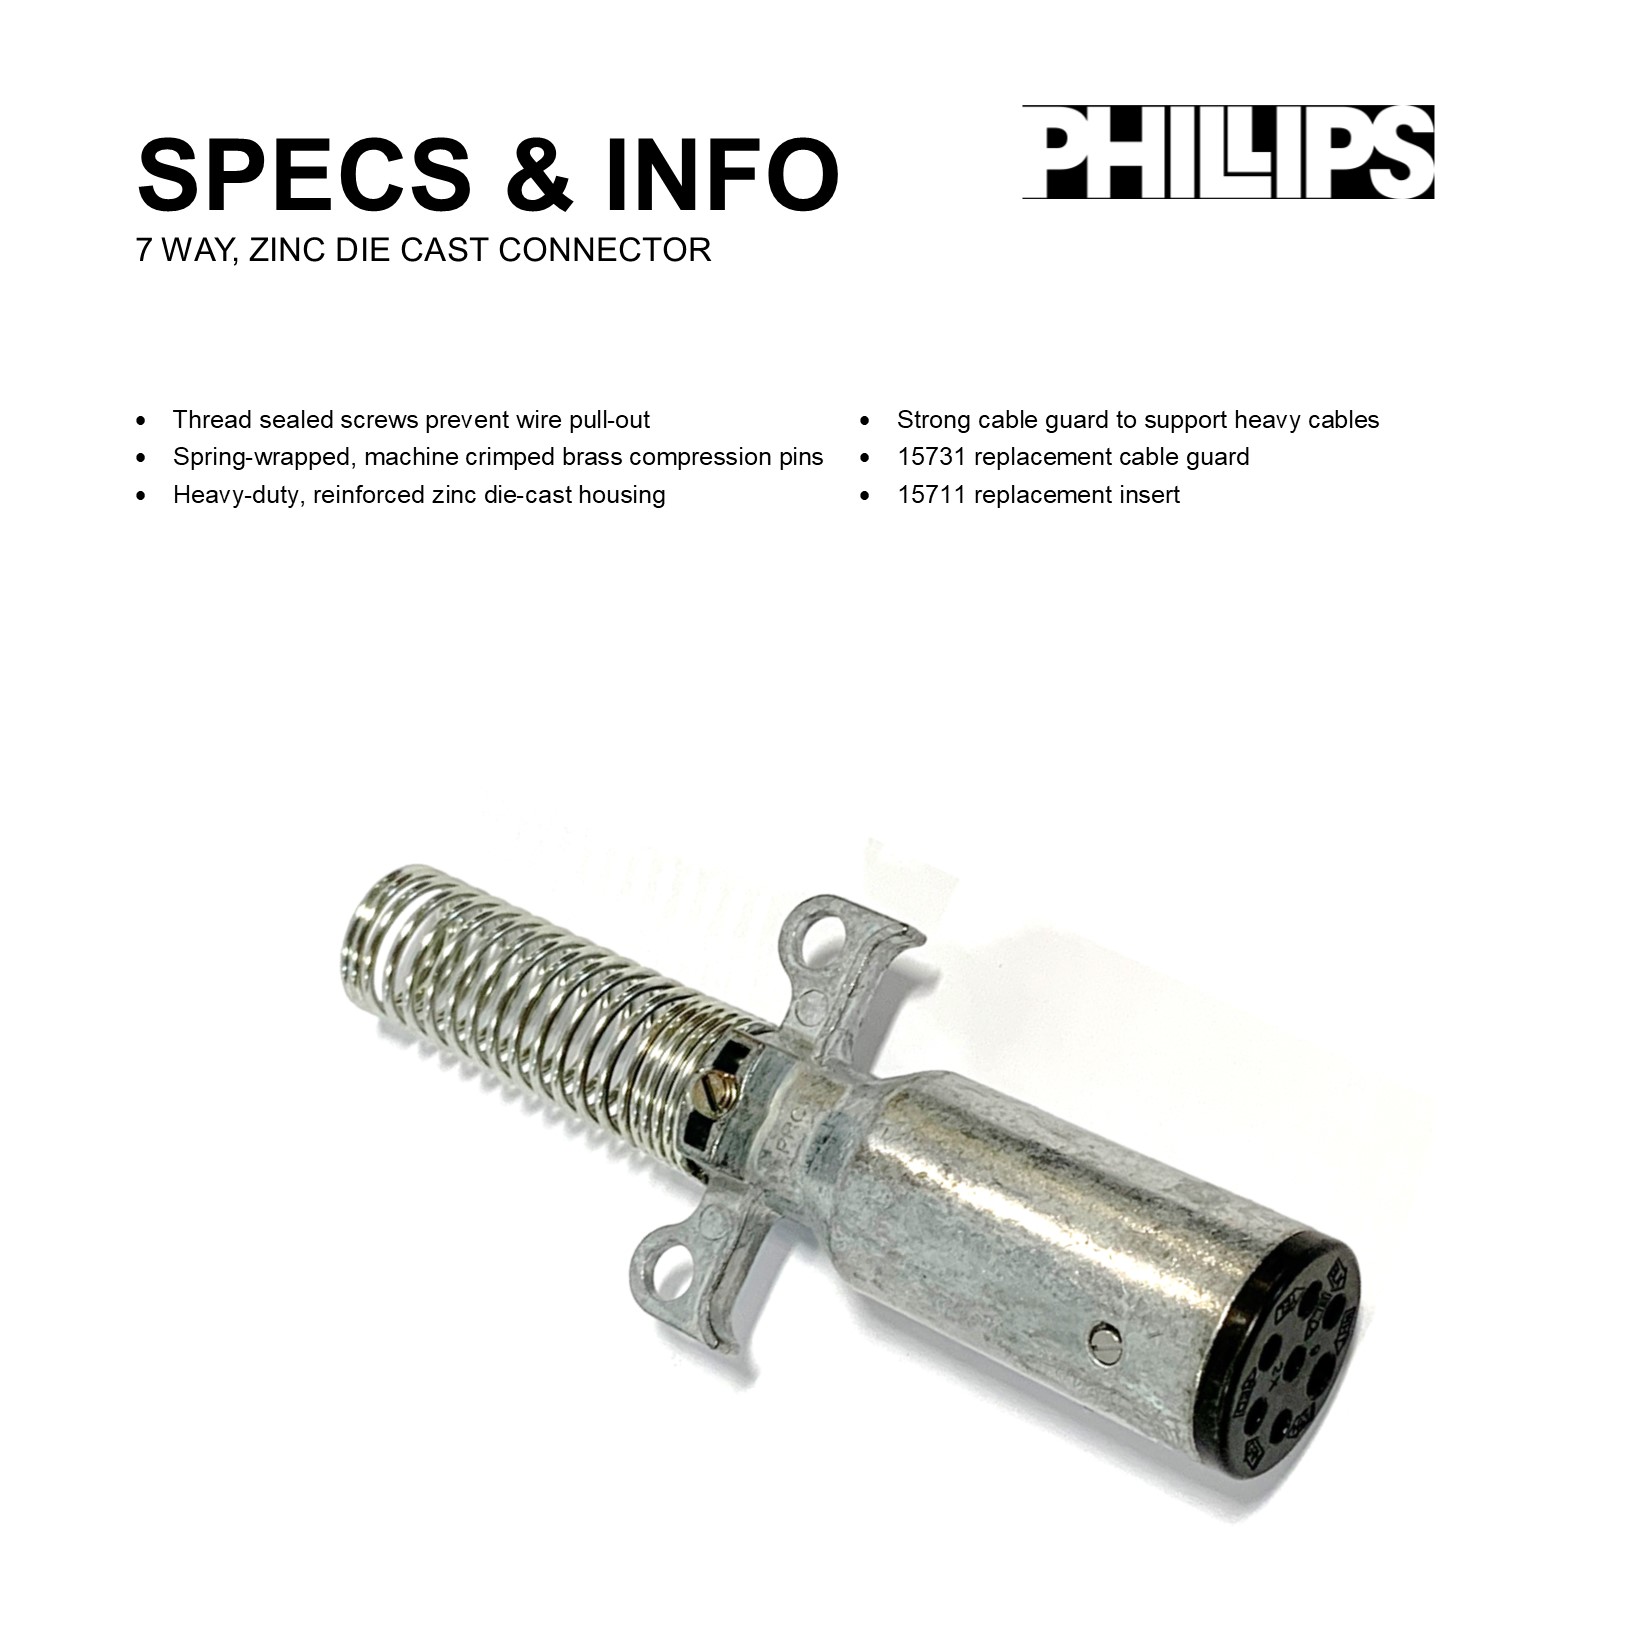 SPECS & INFO
PHILLIPS
7 WAY, ZINC DIE CAST CONNECTOR
• Thread sealed screws prevent wire pull-out
• Spring-wrapped, machine crimped brass compression pins
• Heavy-duty, reinforced zinc die-cast housing
• Strong cable guard to support heavy cables
• 15731 replacement cable guard
• 15711 replacement insert